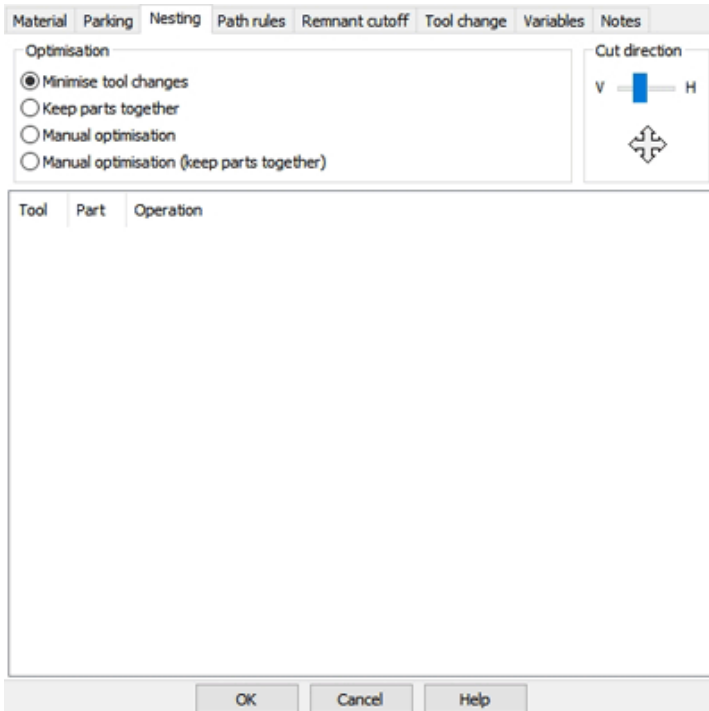 Material Parking Nesting Path rules Remnant cutoff Tool change Variables Notes
Optimisation
Minimise tool changes
Keep parts together
Manual optimisation
Manual optimisation (keep parts together)
Cut direction
V H
Tool Part Operation
OK Cancel Help